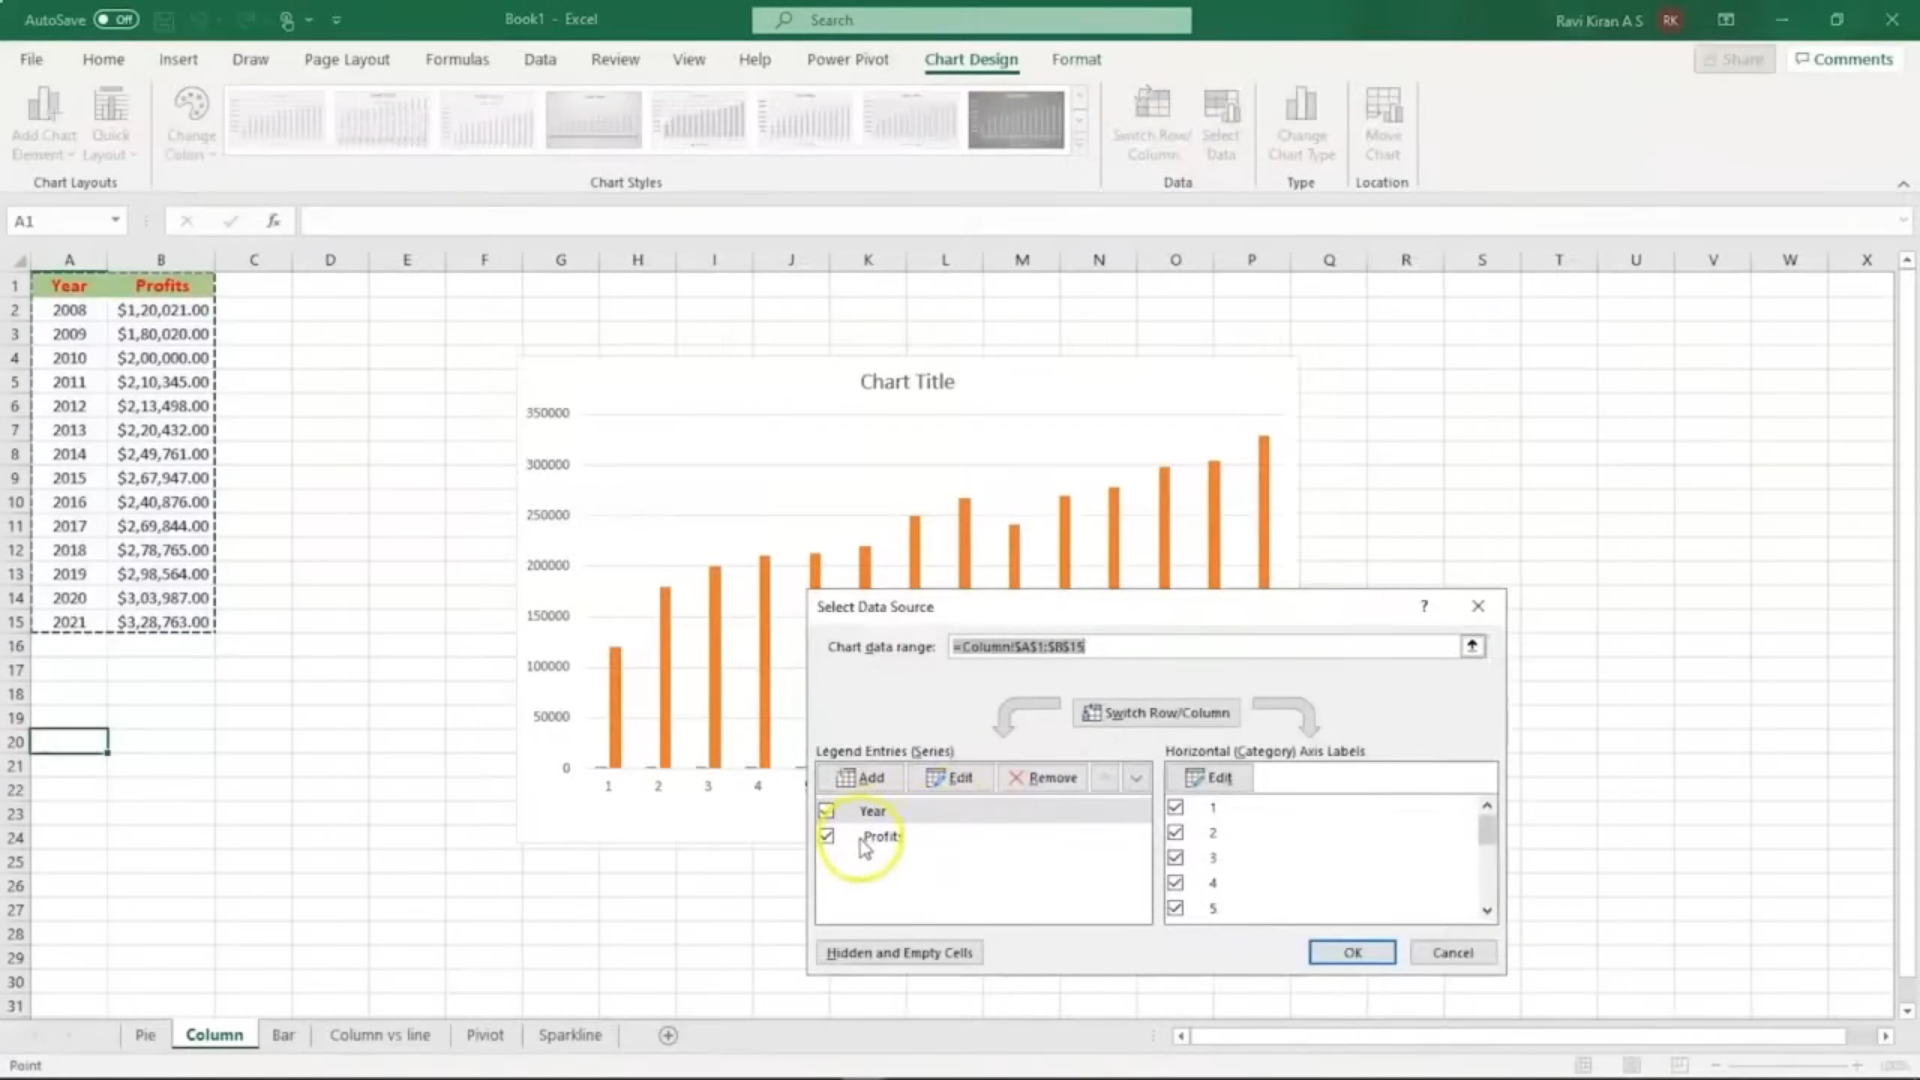 AutoSave Off Book1 - Excel Search Ravi Kiran A S RK
File Home Insert Draw Page Layout Formulas Data Review View Help Power Pivot Chart Design Format Share Comments
Add Chart Element Quick Layout Change Colors Switch Row/ Column Select Data Change Chart Type Move Chart
Chart Layouts Chart Styles Data Type Location
A1 fx
A B C D E F G H I J K L M N O P Q R S T U V W X
1 Year Profits
2 2008 $1,20,021.00
3 2009 $1,80,020.00
4 2010 $2,00,000.00
5 2011 $2,10,345.00
6 2012 $2,13,498.00
7 2013 $2,20,432.00
8 2014 $2,49,761.00
9 2015 $2,67,947.00
10 2016 $2,40,876.00
11 2017 $2,69,844.00
12 2018 $2,78,765.00
13 2019 $2,98,564.00
14 2020 $3,03,987.00
15 2021 $3,28,763.00
16
17
18
19
20
21
22
23
24
25
26
27
28
29
30
31
Chart Title
350000
300000
250000
200000
150000
100000
50000
0
1 2 3 4
Select Data Source ?
Chart data range: =Column!$A$1:$B$15
Switch Row/Column
Legend Entries (Series) Horizontal (Category) Axis Labels
Add Edit Remove Edit
Year 1
Profits 2
3
4
5
Hidden and Empty Cells OK Cancel
Pie Column Bar Column vs line Pivot Sparkline
Point